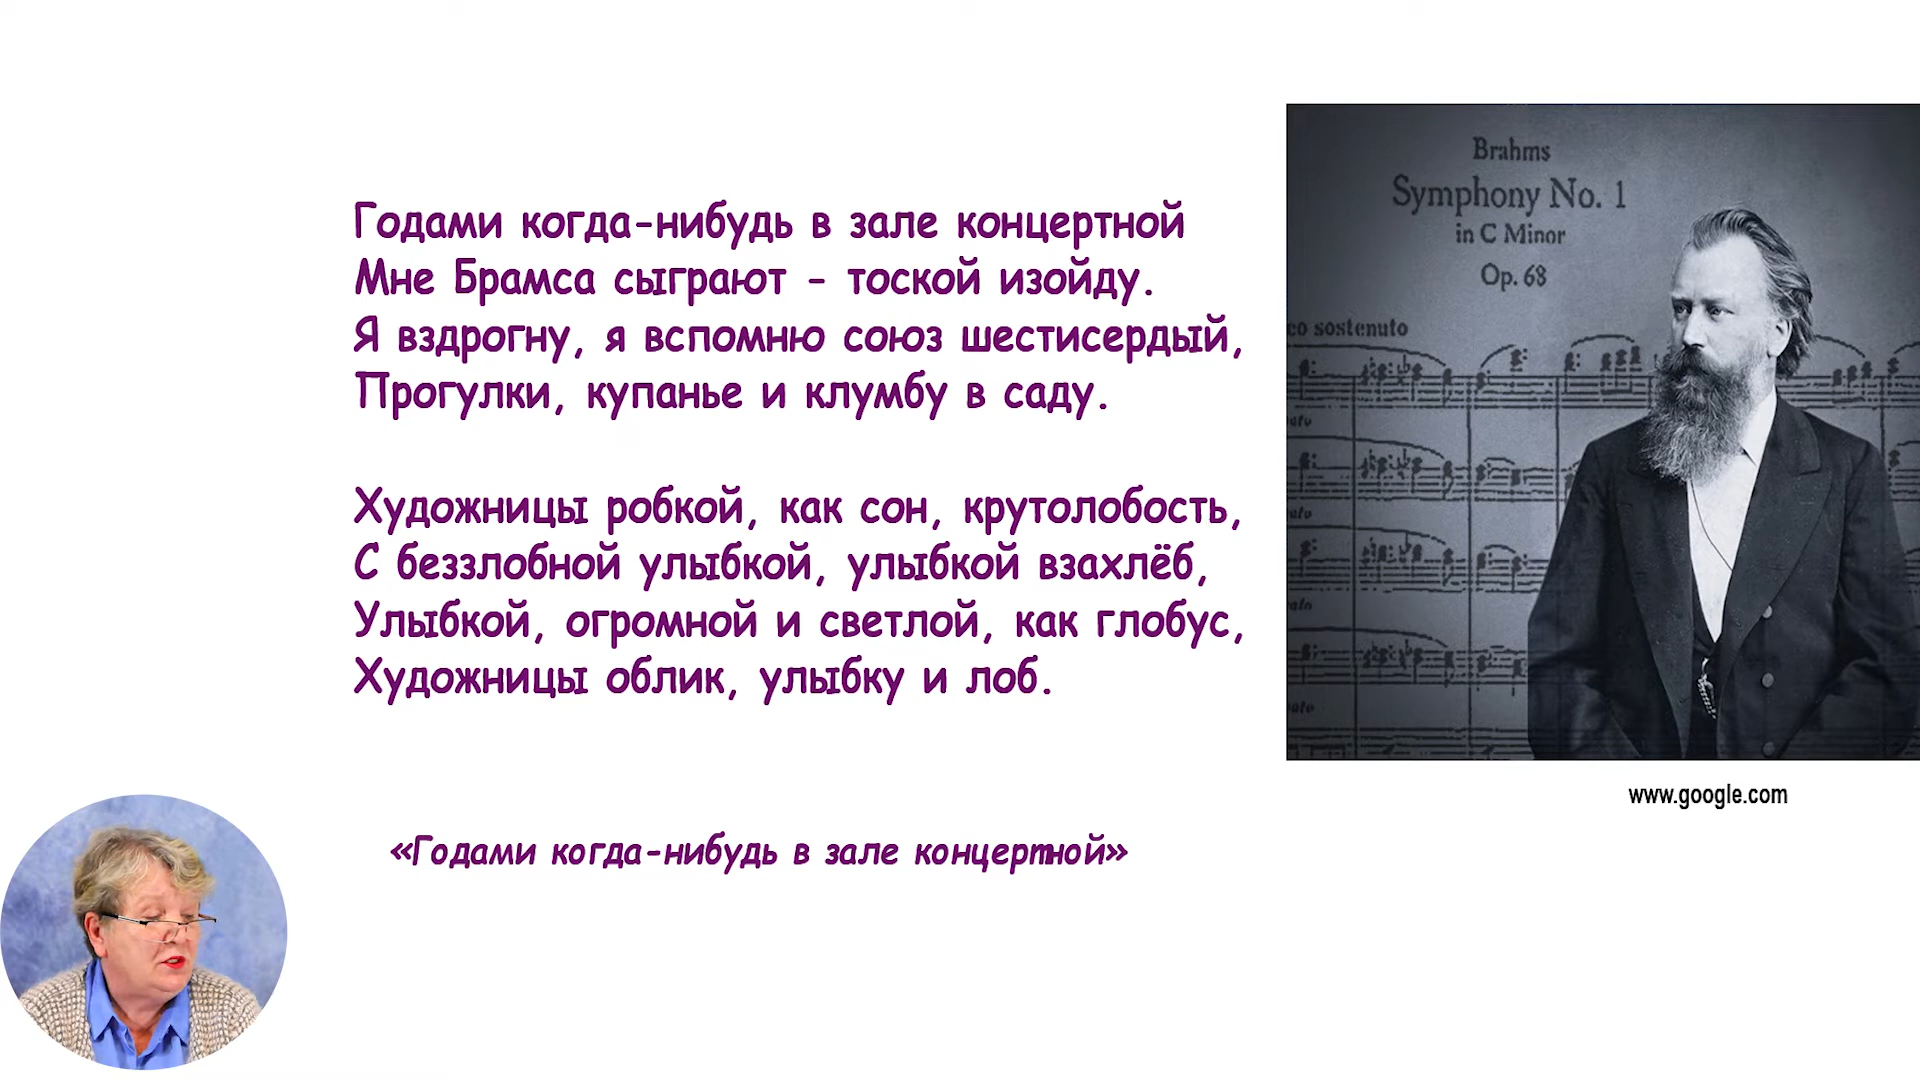 Годами когда-нибудь в зале концертной
Мне Брамса сыграют - тоской изойду.
Я вздрогну, я вспомню союз шестисердый,
Прогулки, купанье и клумбу в саду.
Художницы робкой, как сон, крутолобость,
С беззлобной улыбкой, улыбкой взахлёб,
Улыбкой, огромной и светлой, как глобус,
Художницы облик, улыбку и лоб.
«Годами когда-нибудь в зале концертной»
Brahms
Symphony No. 1
in C Minor
Op. 68
co sostenuto
www.google.com